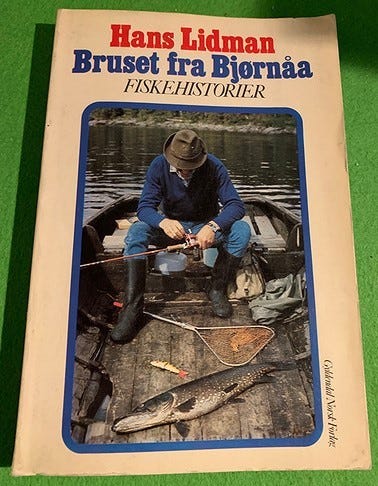 Hans Lidman
Bruset fra Bjørnåa
FISKEHISTORIER
Gyldendal Norsk Forlag